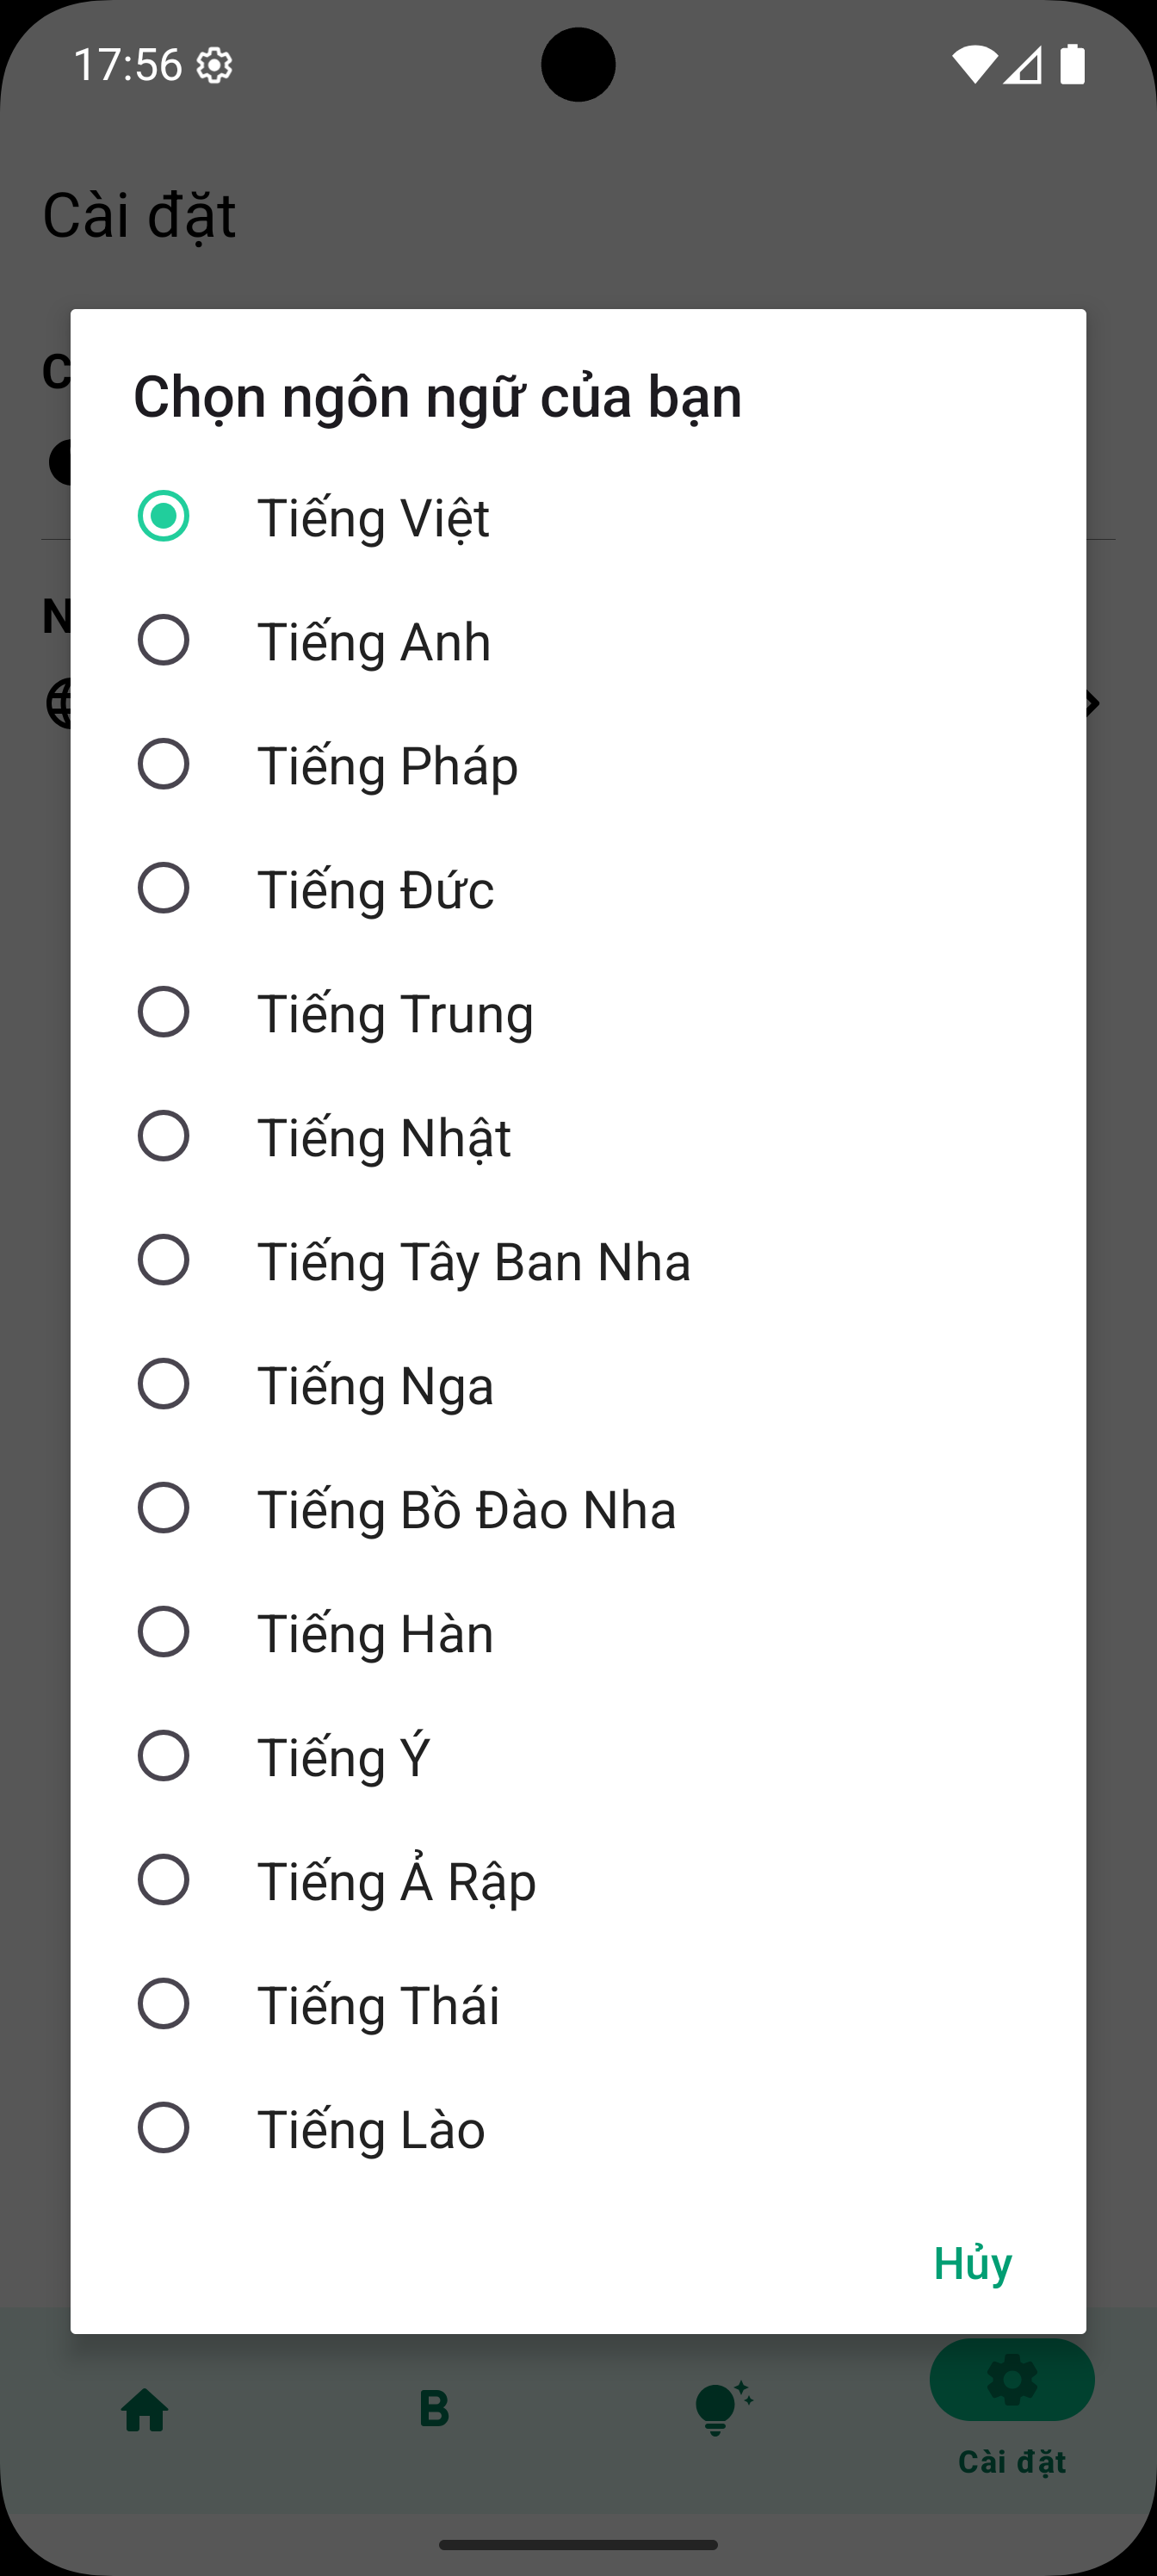 17:56
Cài đặt
C
Chọn ngôn ngữ của bạn
Tiếng Việt
Tiếng Anh
N
Tiếng Pháp
Tiếng Đức
Tiếng Trung
Tiếng Nhật
Tiếng Tây Ban Nha
Tiếng Nga
Tiếng Bồ Đào Nha
Tiếng Hàn
Tiếng Ý
Tiếng Ả Rập
Tiếng Thái
Tiếng Lào
Hủy
B
Cài đặt